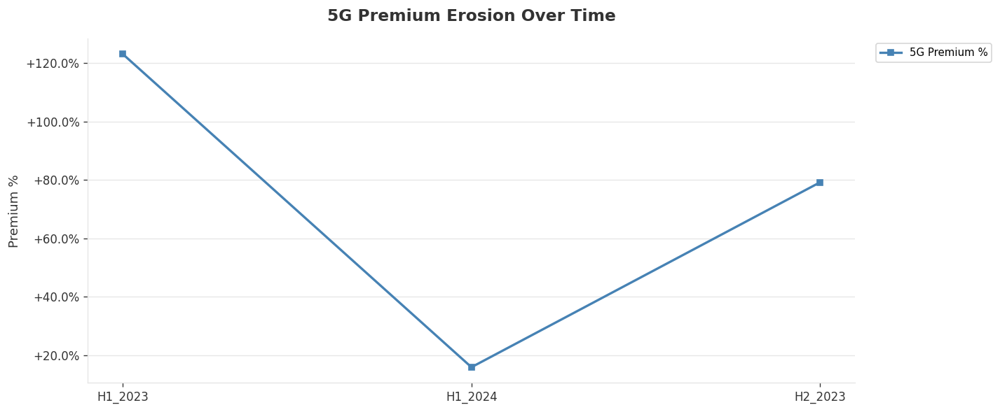 5G Premium Erosion Over Time
5G Premium %
Premium %
+120.0%
+100.0%
+80.0%
+60.0%
+40.0%
+20.0%
H1_2023
H1_2024
H2_2023